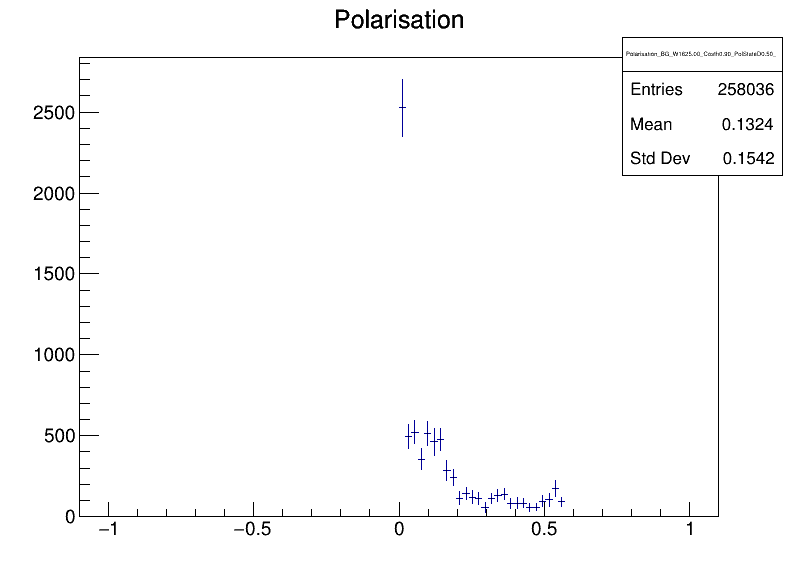 Polarisation
Polarisation_BG_W1625.00_Costh0.90_PolStateD0.50_
Entries 258036
Mean 0.1324
Std Dev 0.1542
2500
2000
1500
1000
500
0
−1 −0.5 0 0.5 1